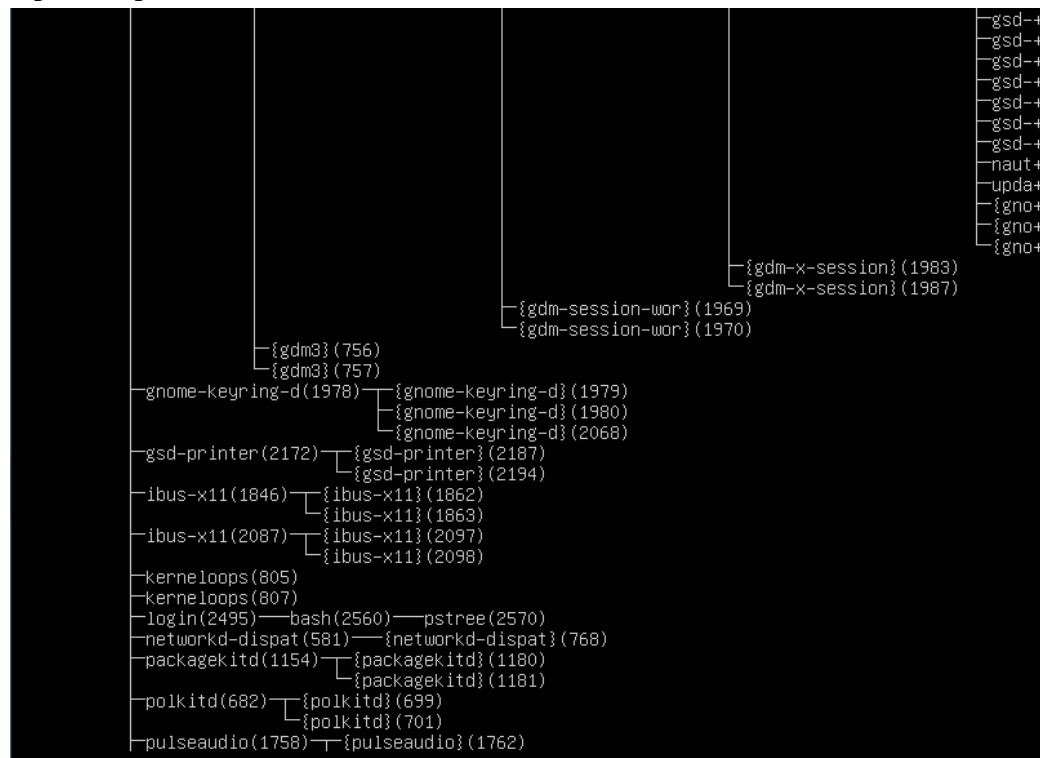 gsd-+
gsd-+
gsd-+
gsd-+
gsd-+
gsd-+
gsd-+
naut+
upda+
{gno+
{gno+
{gno+
{gdm-x-session}(1983)
{gdm-x-session}(1987)
{gdm-session-wor}(1969)
{gdm-session-wor}(1970)
{gdm3}(756)
{gdm3}(757)
gnome-keyring-d(1978) {gnome-keyring-d}(1979)
{gnome-keyring-d}(1980)
{gnome-keyring-d}(2068)
gsd-printer(2172) {gsd-printer}(2187)
{gsd-printer}(2194)
ibus-x11(1846) {ibus-x11}(1862)
{ibus-x11}(1863)
ibus-x11(2087) {ibus-x11}(2097)
{ibus-x11}(2098)
kerneloops(805)
kerneloops(807)
login(2495) bash(2560) pstree(2570)
networkd-dispat(581) {networkd-dispat}(768)
packagekitd(1154) {packagekitd}(1180)
{packagekitd}(1181)
polkitd(682) {polkitd}(699)
{polkitd}(701)
pulseaudio(1758) {pulseaudio}(1762)